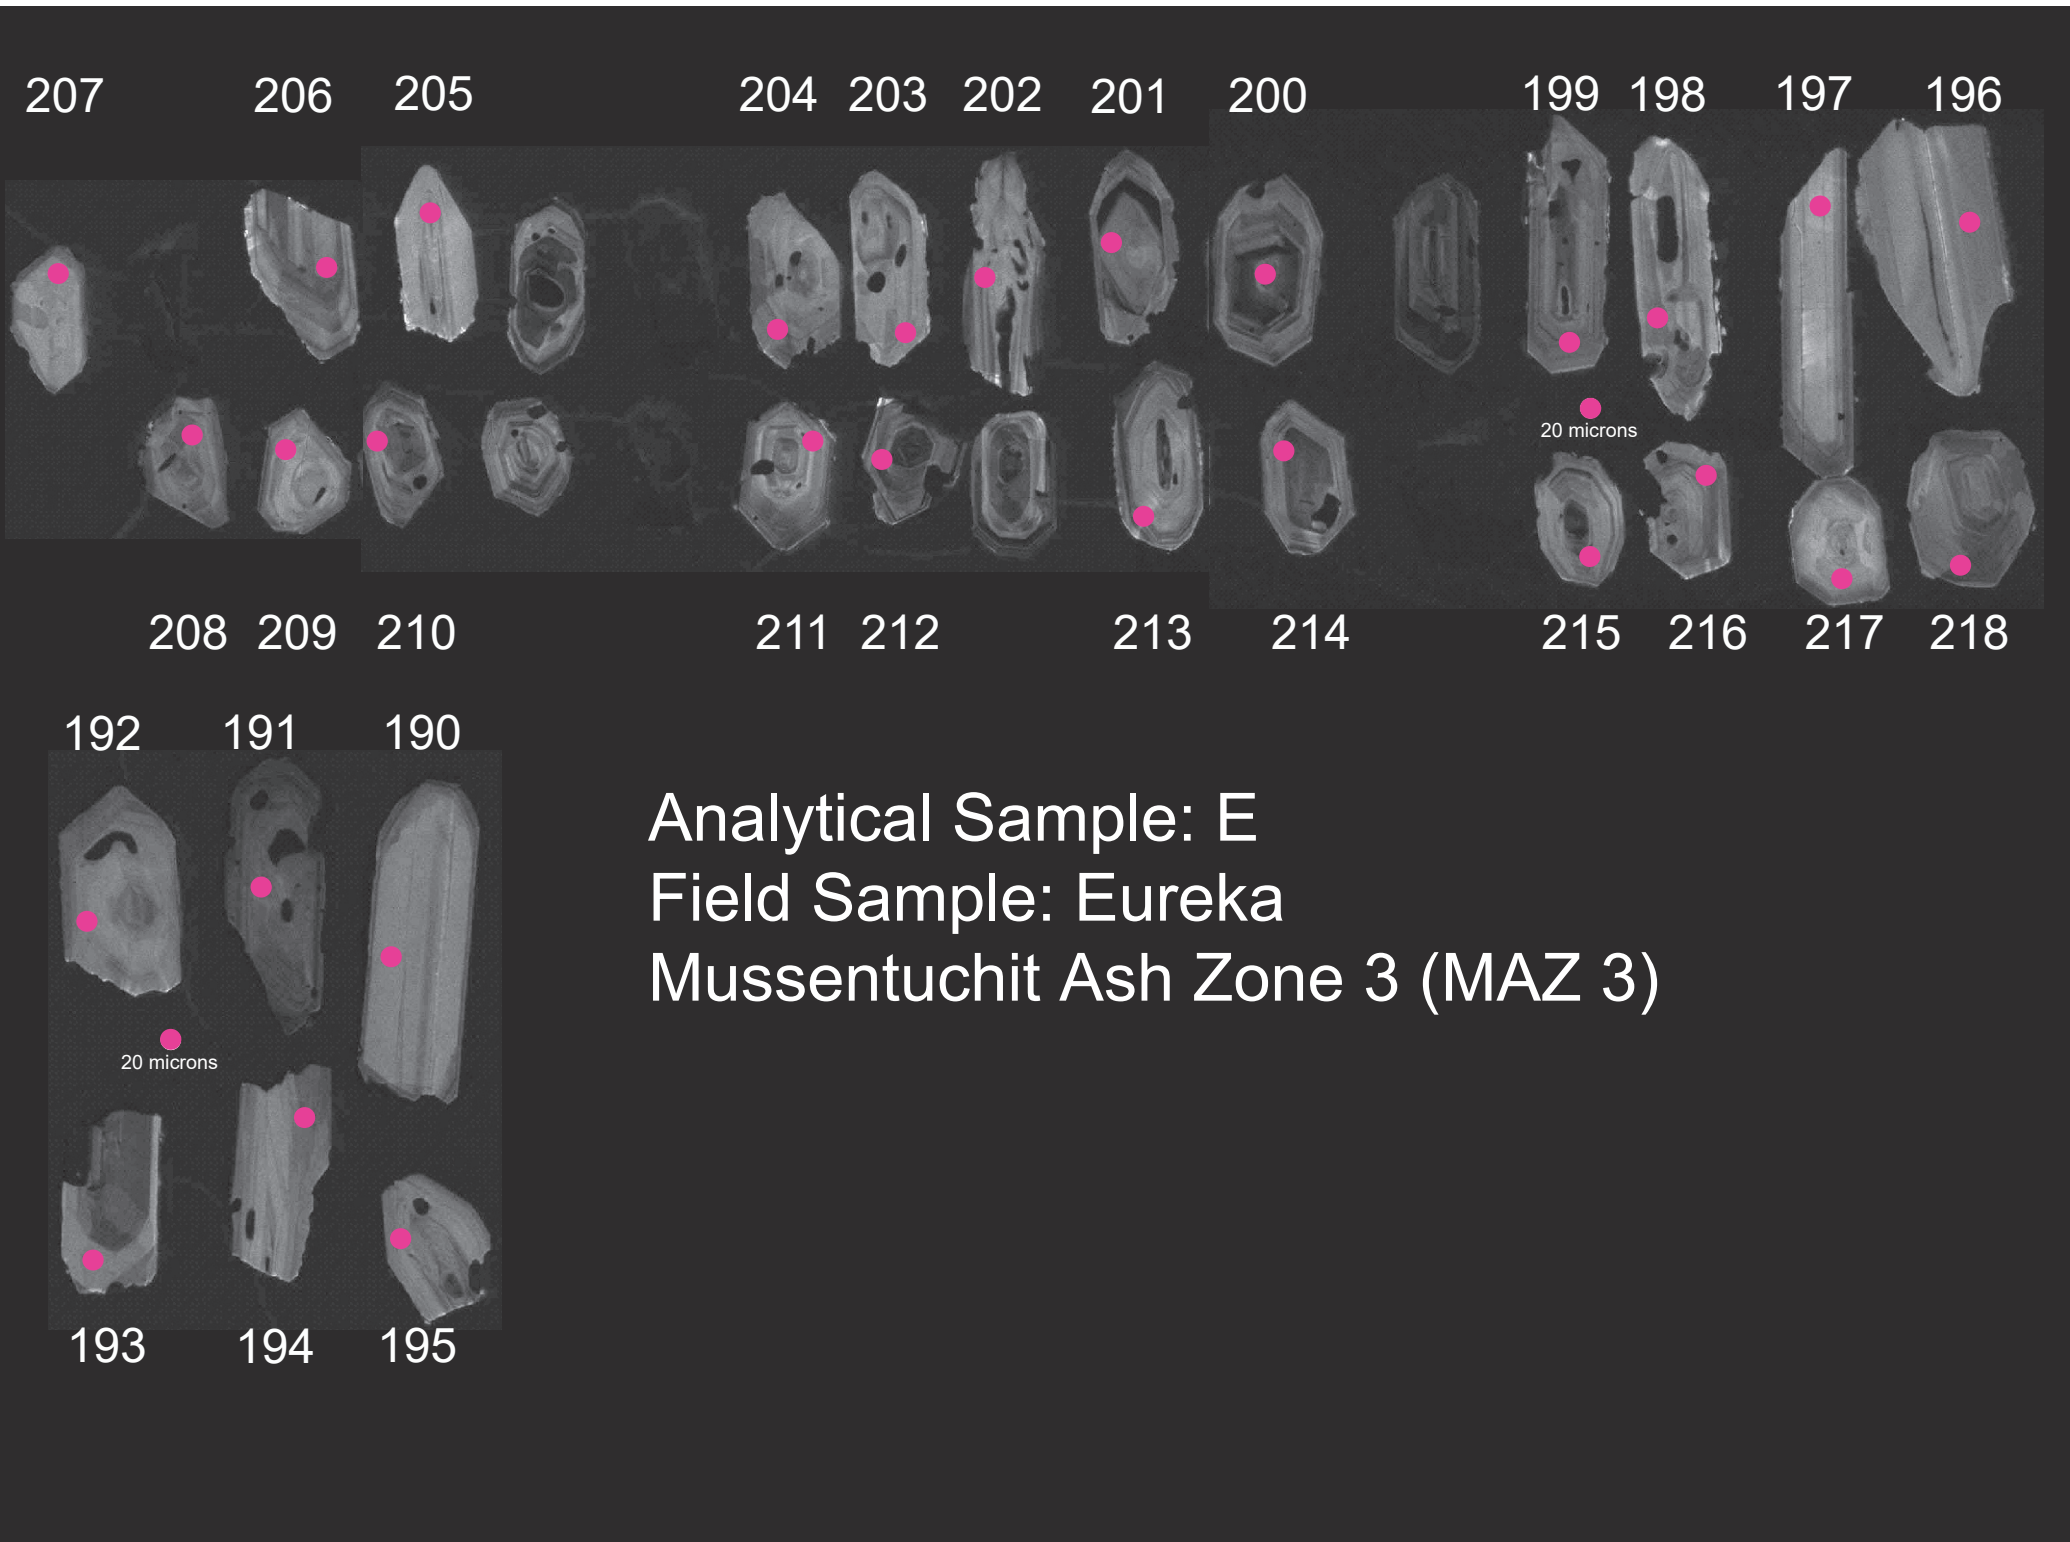 207 206 205 204 203 202 201 200 199 198 197 196
20 microns
208 209 210 211 212 213 214 215 216 217 218
192 191 190
20 microns
193 194 195
Analytical Sample: E
Field Sample: Eureka
Mussentuchit Ash Zone 3 (MAZ 3)